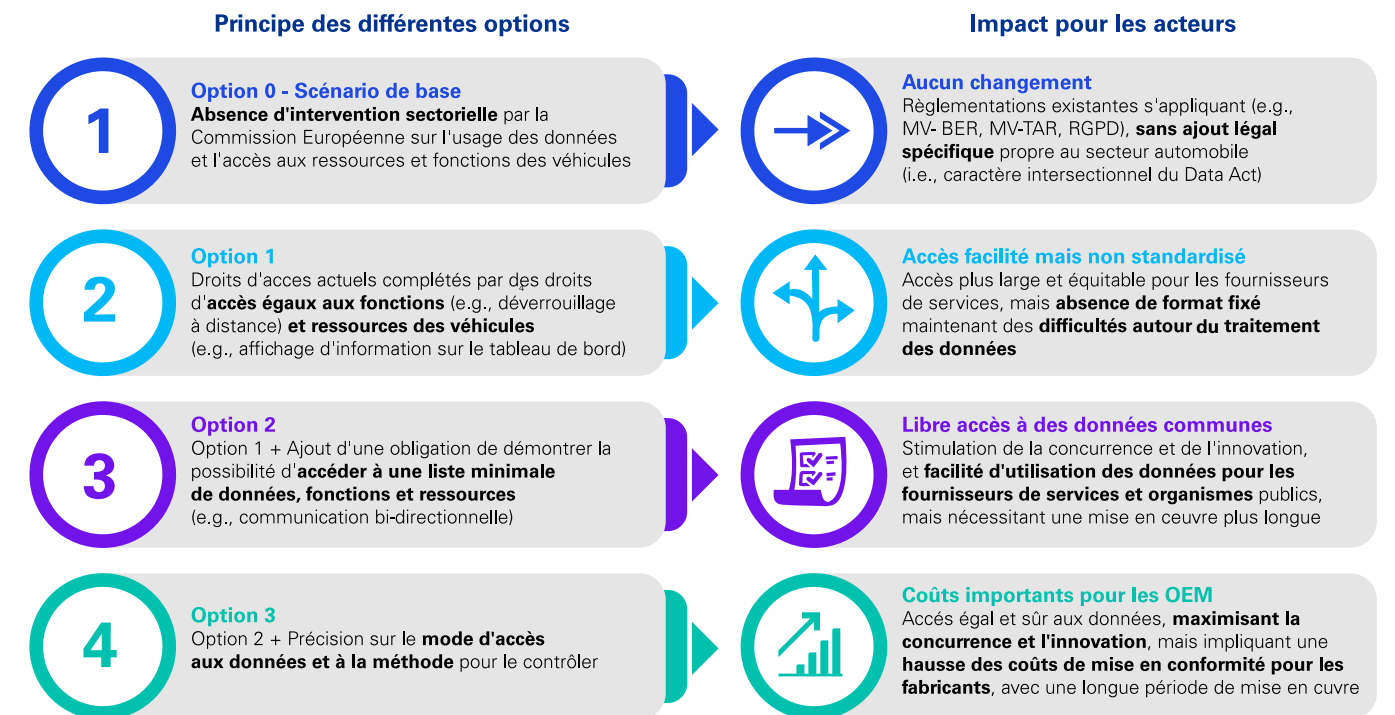 Principe des différentes options
Impact pour les acteurs
1
Option 0 - Scénario de base
Absence d'intervention sectorielle par la
Commission Européenne sur l'usage des données
et l'accès aux ressources et fonctions des véhicules
Aucun changement
Règlementations existantes s'appliquant (e.g.,
MV- BER, MV-TAR, RGPD), sans ajout légal
spécifique propre au secteur automobile
(i.e., caractère intersectionnel du Data Act)
2
Option 1
Droits d'acces actuels complétés par des droits
d'accès égaux aux fonctions (e.g., déverrouillage
à distance) et ressources des véhicules
(e.g., affichage d'information sur le tableau de bord)
Accès facilité mais non standardisé
Accès plus large et équitable pour les fournisseurs
de services, mais absence de format fixé
maintenant des difficultés autour du traitement
des données
3
Option 2
Option 1 + Ajout d'une obligation de démontrer la
possibilité d'accéder à une liste minimale
de données, fonctions et ressources
(e.g., communication bi-directionnelle)
Libre accès à des données communes
Stimulation de la concurrence et de l'innovation,
et facilité d'utilisation des données pour les
fournisseurs de services et organismes publics,
mais nécessitant une mise en ceuvre plus longue
4
Option 3
Option 2 + Précision sur le mode d'accès
aux données et à la méthode pour le contrôler
Coûts importants pour les OEM
Accés égal et sûr aux données, maximisant la
concurrence et l'innovation, mais impliquant une
hausse des coûts de mise en conformité pour les
fabricants, avec une longue période de mise en cuvre